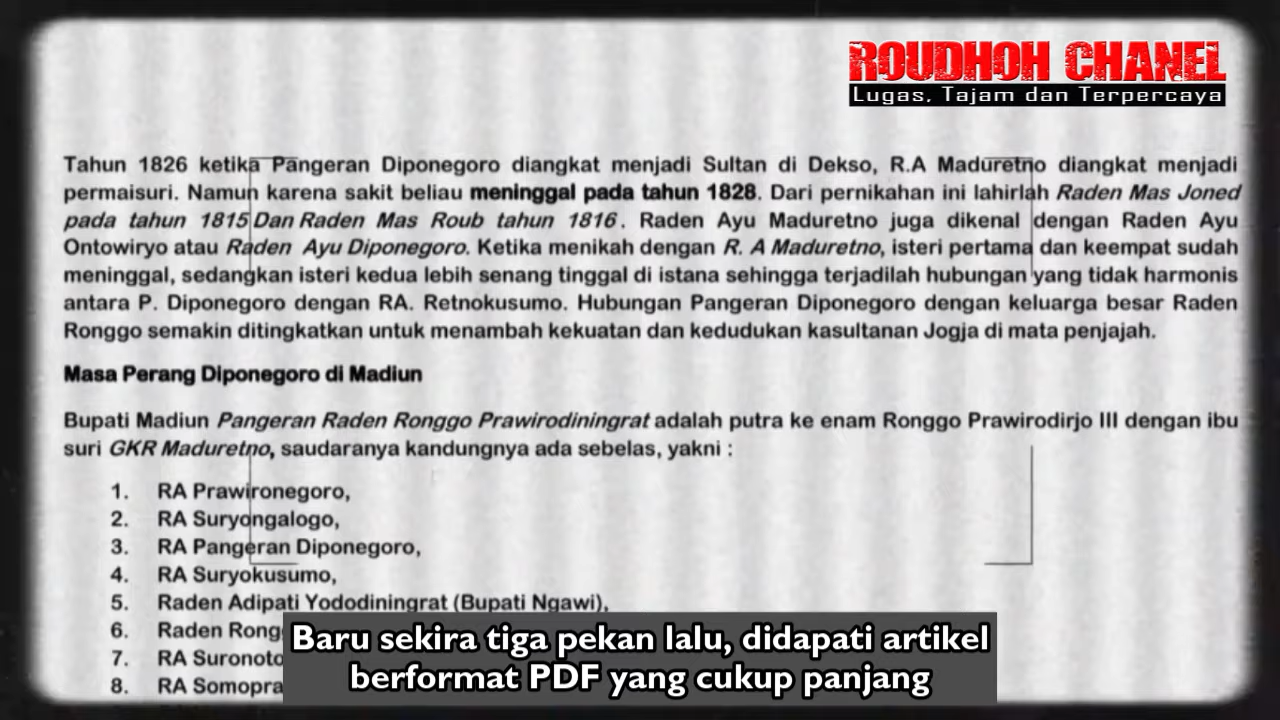 ROUDHOH CHANEL
Lugas, Tajam dan Terpercaya
Tahun 1826 ketika Pangeran Diponegoro diangkat menjadi Sultan di Dekso, R.A Maduretno diangkat menjadi
permaisuri. Namun karena sakit beliau meninggal pada tahun 1828. Dari pernikahan ini lahirlah Raden Mas Joned
pada tahun 1815 Dan Raden Mas Roub tahun 1816. Raden Ayu Maduretno juga dikenal dengan Raden Ayu
Ontowiryo atau Raden Ayu Diponegoro. Ketika menikah dengan R. A Maduretno, isteri pertama dan keempat sudah
meninggal, sedangkan isteri kedua lebih senang tinggal di istana sehingga terjadilah hubungan yang tidak harmonis
antara P. Diponegoro dengan RA. Retnokusumo. Hubungan Pangeran Diponegoro dengan keluarga besar Raden
Ronggo semakin ditingkatkan untuk menambah kekuatan dan kedudukan kasultanan Jogja di mata penjajah.
Masa Perang Diponegoro di Madiun
Bupati Madiun Pangeran Raden Ronggo Prawirodiningrat adalah putra ke enam Ronggo Prawirodirjo III dengan ibu
suri GKR Maduretno, saudaranya kandungnya ada sebelas, yakni :
1. RA Prawironegoro,
2. RA Suryongalogo,
3. RA Pangeran Diponegoro,
4. RA Suryokusumo,
5. Raden Adipati Yododiningrat (Bupati Ngawi),
6. Raden
7. RA
8. RA
Baru sekira tiga pekan lalu, didapati artikel
berformat PDF yang cukup panjang